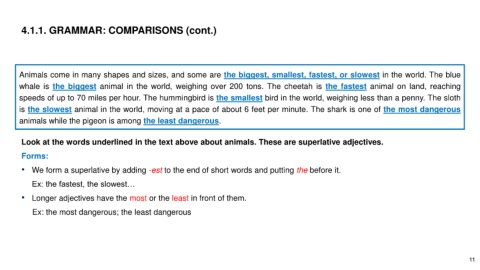 4.1.1. GRAMMAR: COMPARISONS (cont.)
Animals come in many shapes and sizes, and some are the biggest, smallest, fastest, or slowest in the world. The blue
whale is the biggest animal in the world, weighing over 200 tons. The cheetah is the fastest animal on land, reaching
speeds of up to 70 miles per hour. The hummingbird is the smallest bird in the world, weighing less than a penny. The sloth
is the slowest animal in the world, moving at a pace of about 6 feet per minute. The shark is one of the most dangerous
animals while the pigeon is among the least dangerous.
Look at the words underlined in the text above about animals. These are superlative adjectives.
Forms:
• We form a superlative by adding -est to the end of short words and putting the before it.
Ex: the fastest, the slowest…
• Longer adjectives have the most or the least in front of them.
Ex: the most dangerous; the least dangerous
11